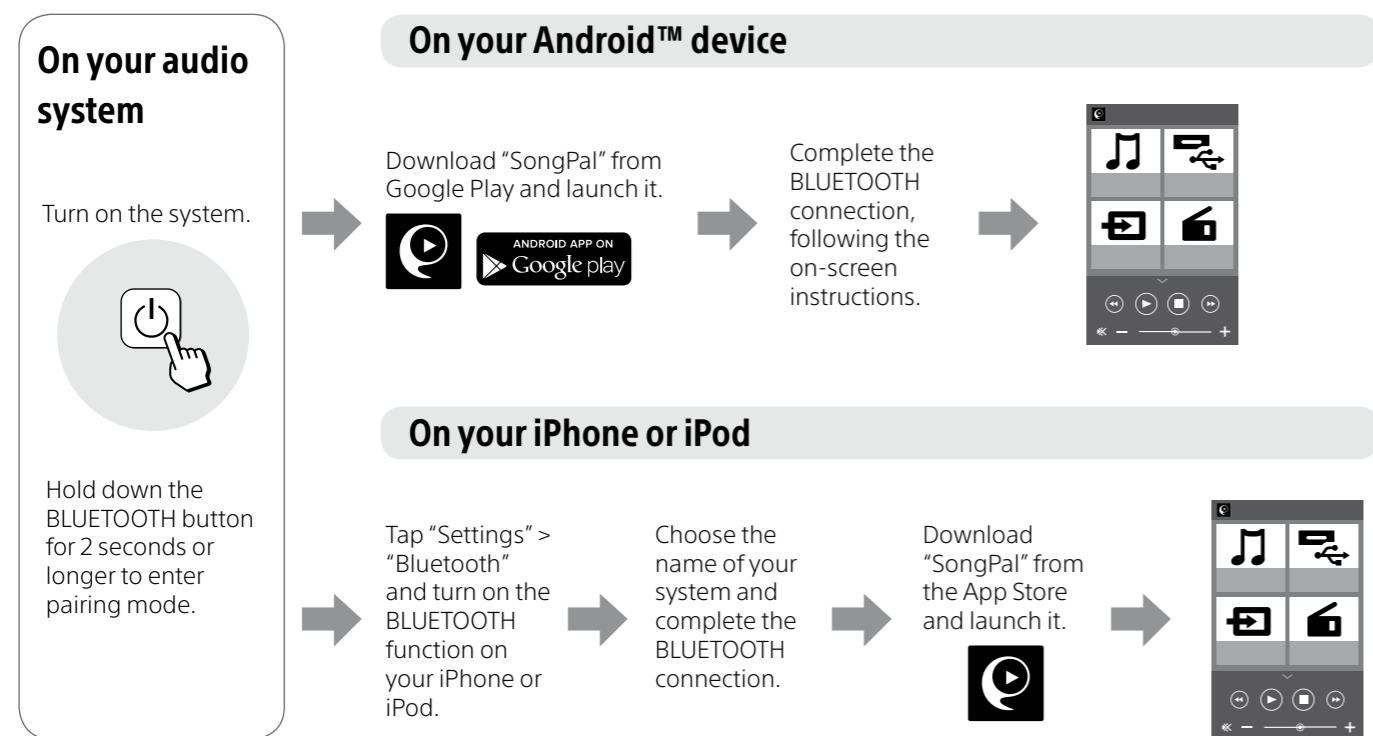 On your audio
system
Turn on the system.
Hold down the
BLUETOOTH button
for 2 seconds or
longer to enter
pairing mode.
On your Android™ device
Download “SongPal” from
Google Play and launch it.
ANDROID APP ON
Google play
Complete the
BLUETOOTH
connection,
following the
on-screen
instructions.
On your iPhone or iPod
Tap “Settings” >
“Bluetooth”
and turn on the
BLUETOOTH
function on
your iPhone or
iPod.
Choose the
name of your
system and
complete the
BLUETOOTH
connection.
Download
“SongPal” from
the App Store
and launch it.